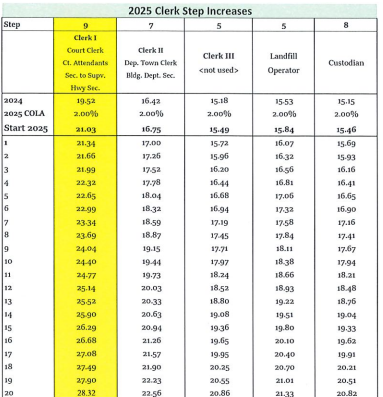 2025 Clerk Step Increases
Step 9 7 5 5 8
Clerk I
Court Clerk
Ct. Attendants
Sec. to Supv.
Hwy Sec.
Clerk II
Dep. Town Clerk
Bldg. Dept. Sec.
Clerk III
<not used>
Landfill
Operator
Custodian
2024 19.52 16.42 15.18 15.53 15.15
2025 COLA 2.00% 2.00% 2.00% 2.00% 2.00%
Start 2025 21.03 16.75 15.49 15.84 15.46
1 21.34 17.00 15.72 16.07 15.69
2 21.66 17.26 15.96 16.32 15.93
3 21.99 17.52 16.20 16.56 16.16
4 22.32 17.78 16.44 16.81 16.41
5 22.65 18.04 16.68 17.06 16.65
6 22.99 18.32 16.94 17.32 16.90
7 23.34 18.59 17.19 17.58 17.16
8 23.69 18.87 17.45 17.84 17.41
9 24.04 19.15 17.71 18.11 17.67
10 24.40 19.44 17.97 18.38 17.94
11 24.77 19.73 18.24 18.66 18.21
12 25.14 20.03 18.52 18.93 18.48
13 25.52 20.33 18.80 19.22 18.76
14 25.90 20.63 19.08 19.51 19.04
15 26.29 20.94 19.36 19.80 19.33
16 26.68 21.26 19.65 20.10 19.62
17 27.08 21.57 19.95 20.40 19.91
18 27.49 21.90 20.25 20.70 20.21
19 27.90 22.23 20.55 21.01 20.51
20 28.32 22.56 20.86 21.33 20.82